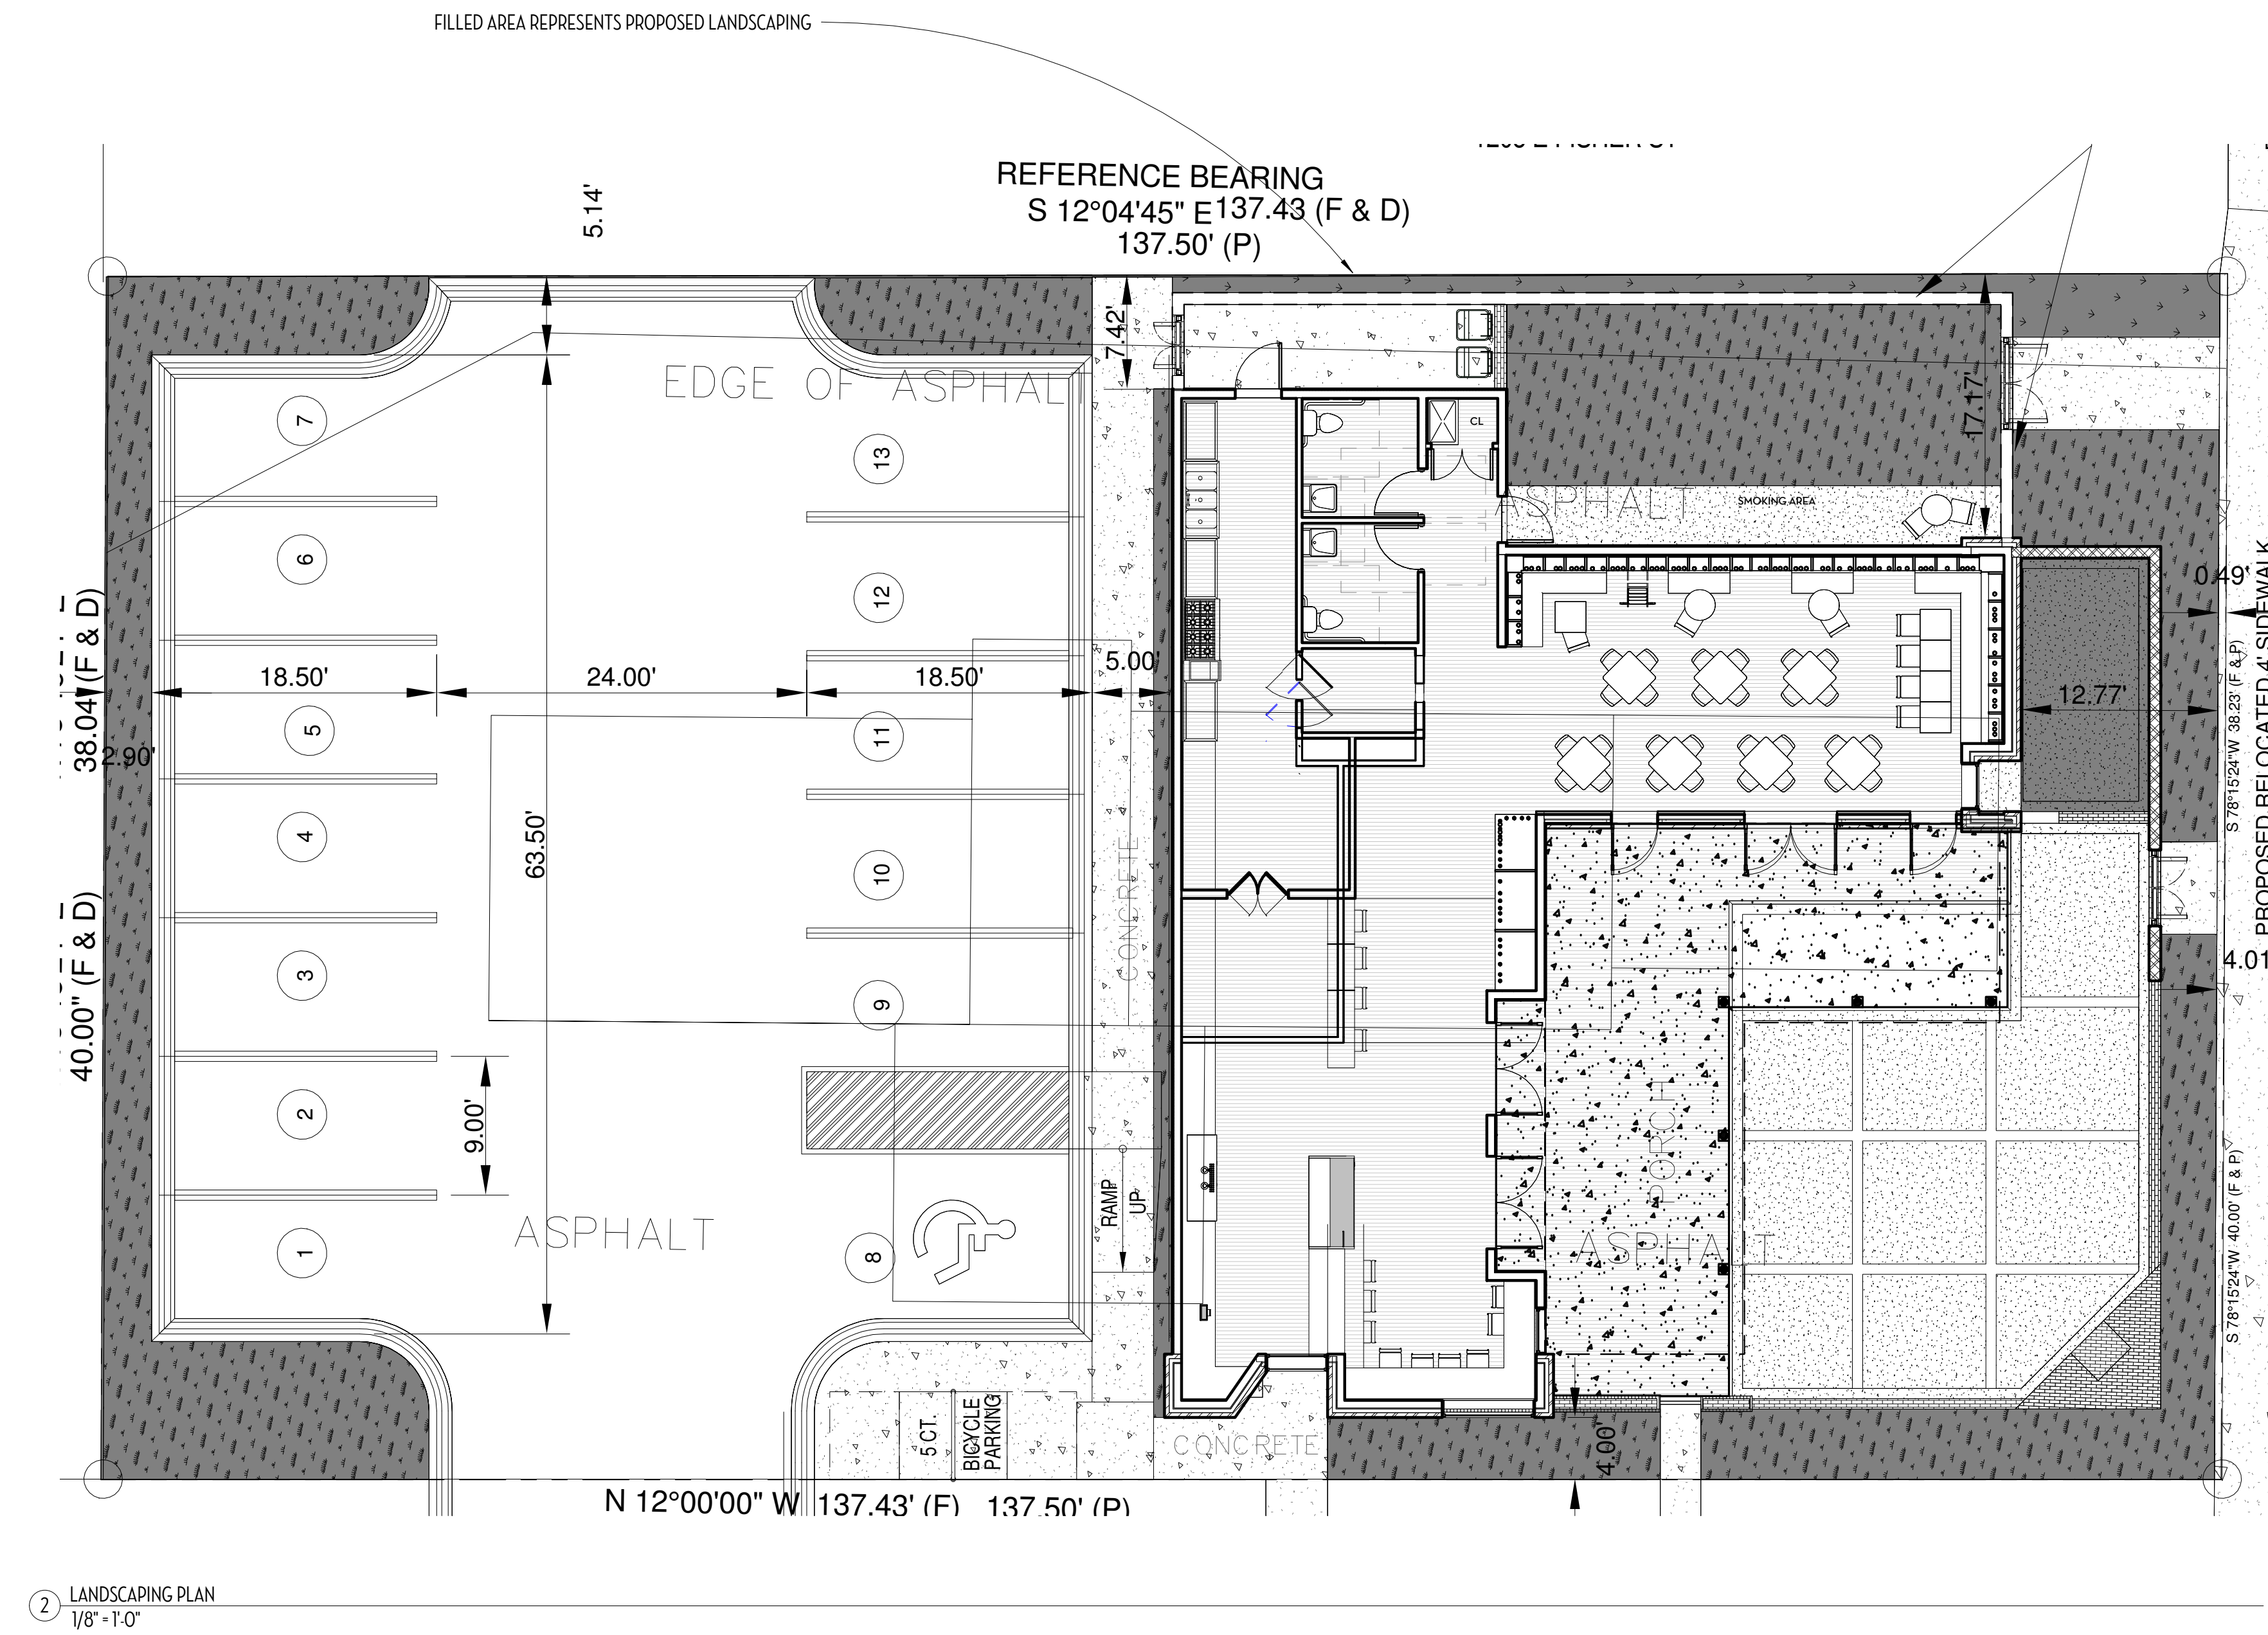 FILLED AREA REPRESENTS PROPOSED LANDSCAPING
REFERENCE BEARING
S 12°04'45" E 137.43 (F & D)
137.50' (P)
5.14'
7.42'
17.17'
EDGE OF ASPHALT
CL
ASPHALT
SMOKING AREA
7
6
5
4
3
2
1
13
12
11
10
9
8
38.04 (F & D)
2.90'
40.00" (F & D)
18.50'
24.00'
18.50'
5.00'
63.50'
9.00'
12.77'
0.49'
4.01
S 78°15'24"W 38.23' (F & P)
S 78°15'24"W 40.00' (F & P)
PROPOSED RELOCATED 4' SIDEWALK
CONCRETE
RAMP
UP
ASPHALT
PORCH
ASPHALT
5 CT.
BICYCLE
PARKING
CONCRETE
4.00'
N 12°00'00" W 137.43' (F) 137.50' (P)
2
LANDSCAPING PLAN
1/8" = 1'-0"